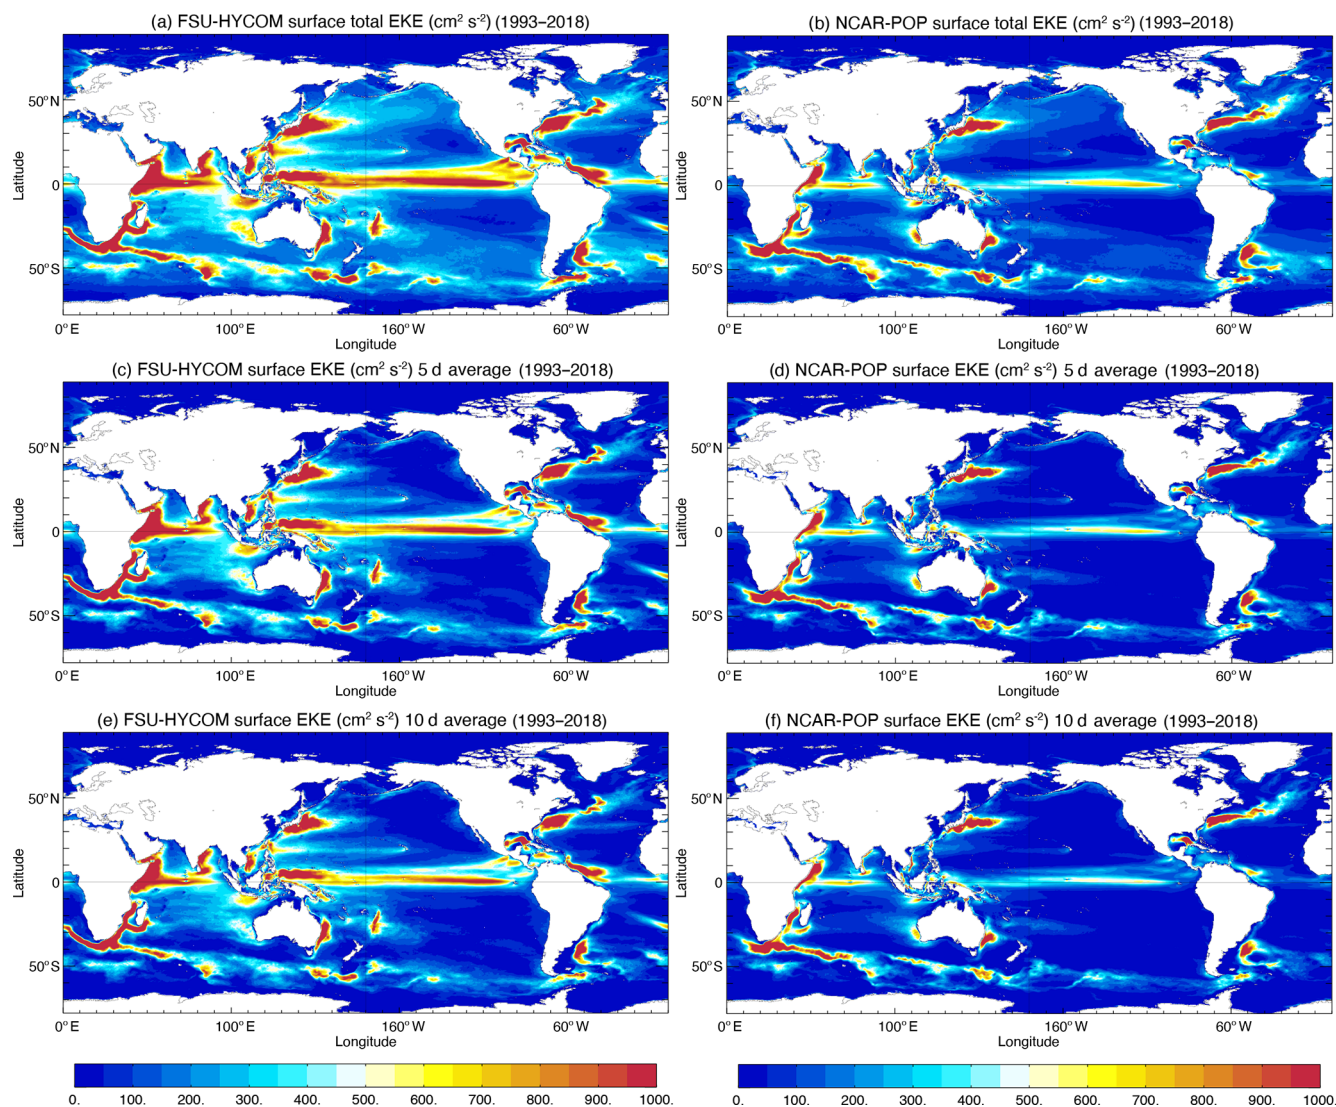 (a) FSU-HYCOM surface total EKE (cm² s⁻²) (1993–2018)
(b) NCAR-POP surface total EKE (cm² s⁻²) (1993–2018)
50° N
0
50° S
Latitude
0° E 100° E 160° W 60° W
Longitude
50° N
0
50° S
Latitude
0° E 100° E 160° W 60° W
Longitude
(c) FSU-HYCOM surface EKE (cm² s⁻²) 5 d average (1993–2018)
(d) NCAR-POP surface EKE (cm² s⁻²) 5 d average (1993–2018)
50° N
0
50° S
Latitude
0° E 100° E 160° W 60° W
Longitude
50° N
0
50° S
Latitude
0° E 100° E 160° W 60° W
Longitude
(e) FSU-HYCOM surface EKE (cm² s⁻²) 10 d average (1993–2018)
(f) NCAR-POP surface EKE (cm² s⁻²) 10 d average (1993–2018)
50° N
0
50° S
Latitude
0° E 100° E 160° W 60° W
Longitude
50° N
0
50° S
Latitude
0° E 100° E 160° W 60° W
Longitude
0. 100. 200. 300. 400. 500. 600. 700. 800. 900. 1000.
0. 100. 200. 300. 400. 500. 600. 700. 800. 900. 1000.